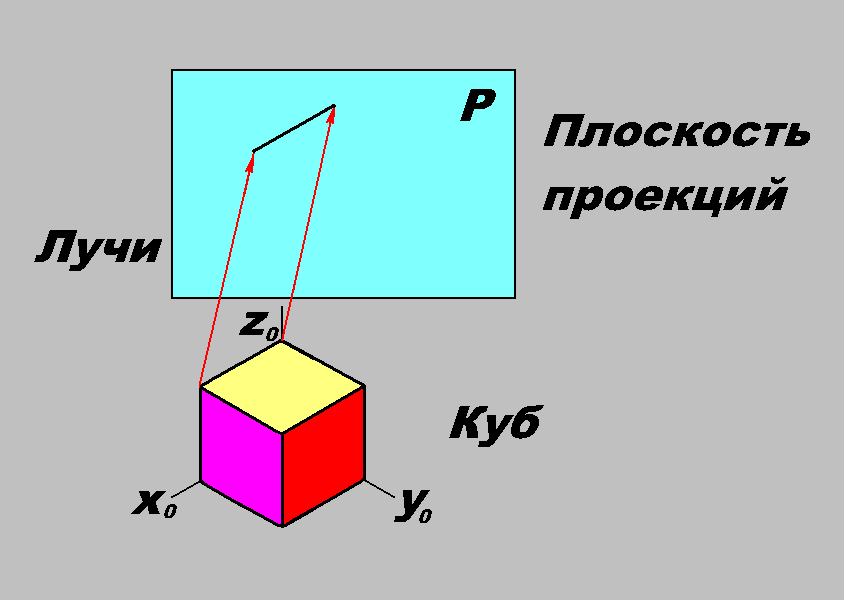 P
Плоскость
проекций
Лучи
z₀
Куб
x₀
y₀